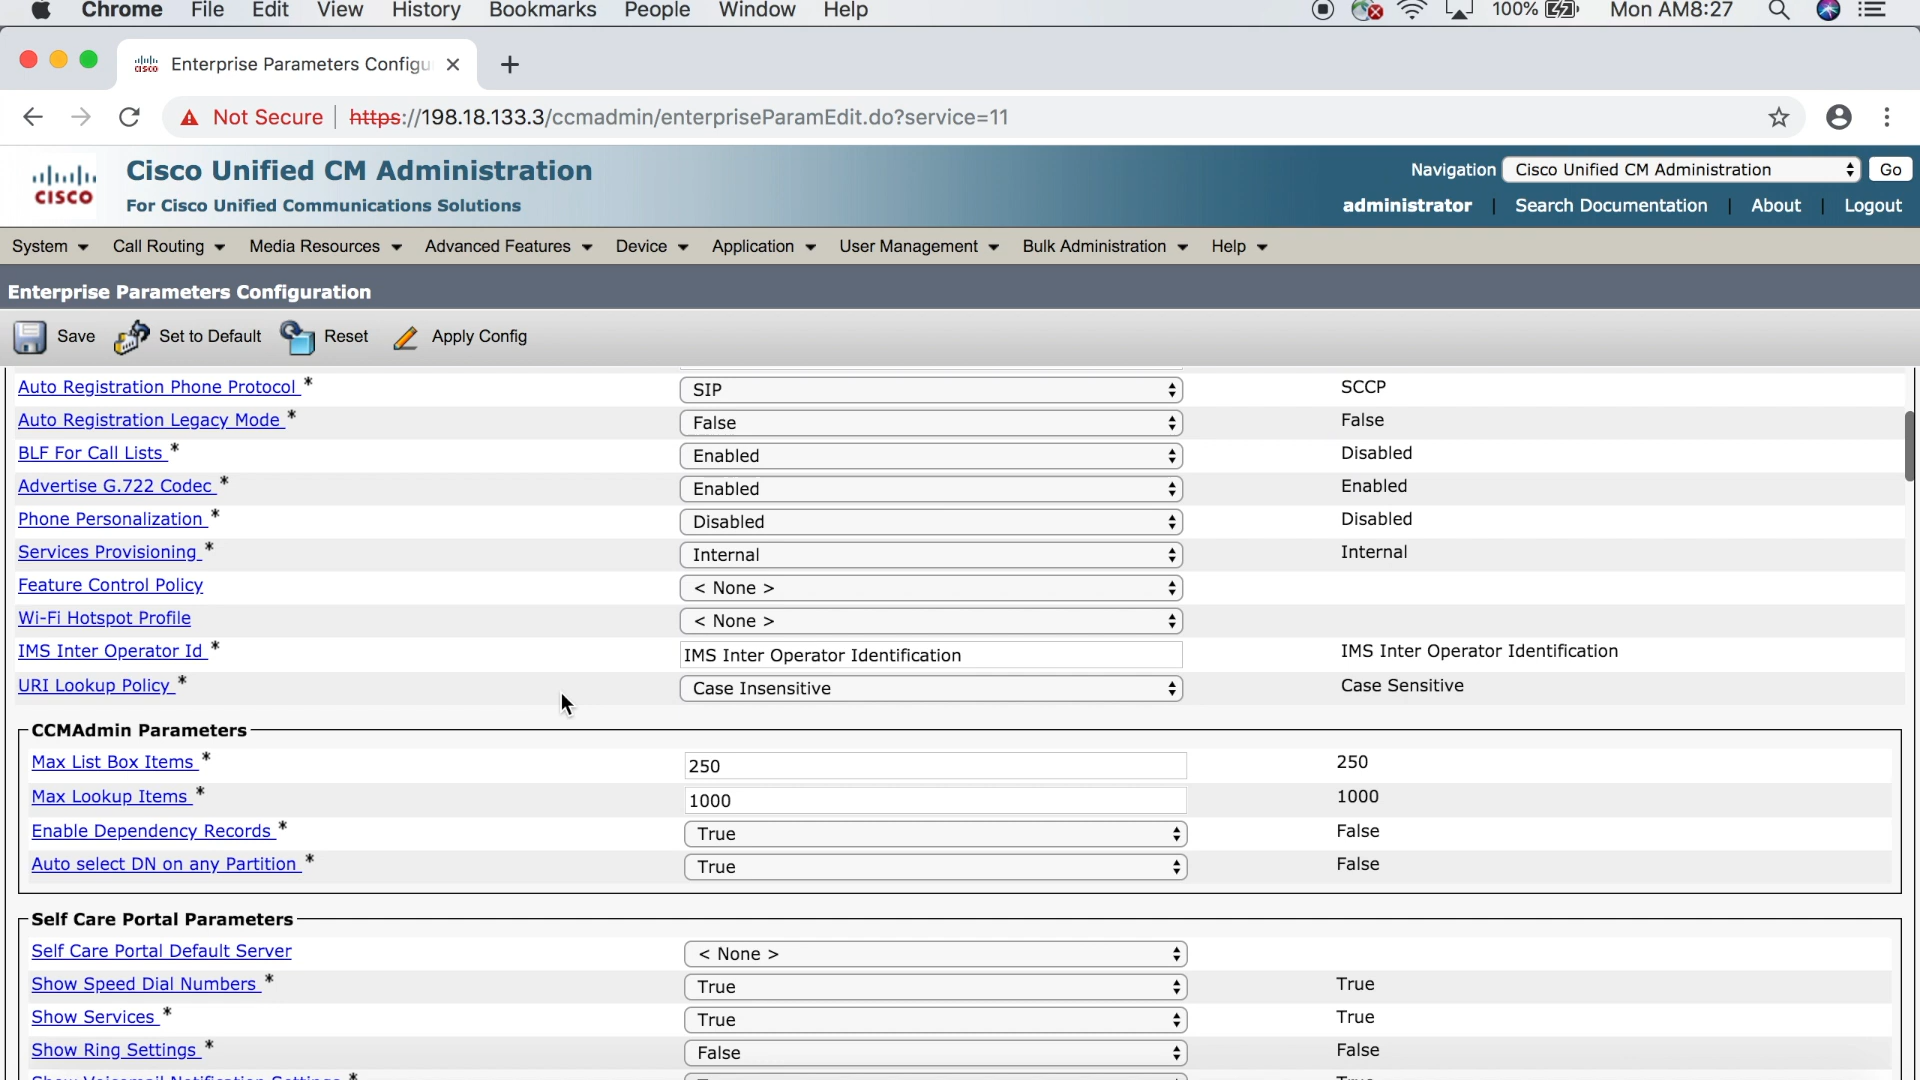 Chrome File Edit View History Bookmarks People Window Help 100% Mon AM8:27
Enterprise Parameters Configu
Not Secure https://198.18.133.3/ccmadmin/enterpriseParamEdit.do?service=11
CISCO Cisco Unified CM Administration Navigation Cisco Unified CM Administration Go
For Cisco Unified Communications Solutions administrator Search Documentation About Logout
System Call Routing Media Resources Advanced Features Device Application User Management Bulk Administration Help
Enterprise Parameters Configuration
Save Set to Default Reset Apply Config
Auto Registration Phone Protocol * SIP SCCP
Auto Registration Legacy Mode * False False
BLF For Call Lists * Enabled Disabled
Advertise G.722 Codec * Enabled Enabled
Phone Personalization * Disabled Disabled
Services Provisioning * Internal Internal
Feature Control Policy < None >
Wi-Fi Hotspot Profile < None >
IMS Inter Operator Id * IMS Inter Operator Identification IMS Inter Operator Identification
URI Lookup Policy * Case Insensitive Case Sensitive
CCMAdmin Parameters
Max List Box Items * 250 250
Max Lookup Items * 1000 1000
Enable Dependency Records * True False
Auto select DN on any Partition * True False
Self Care Portal Parameters
Self Care Portal Default Server < None >
Show Speed Dial Numbers * True True
Show Services * True True
Show Ring Settings * False False